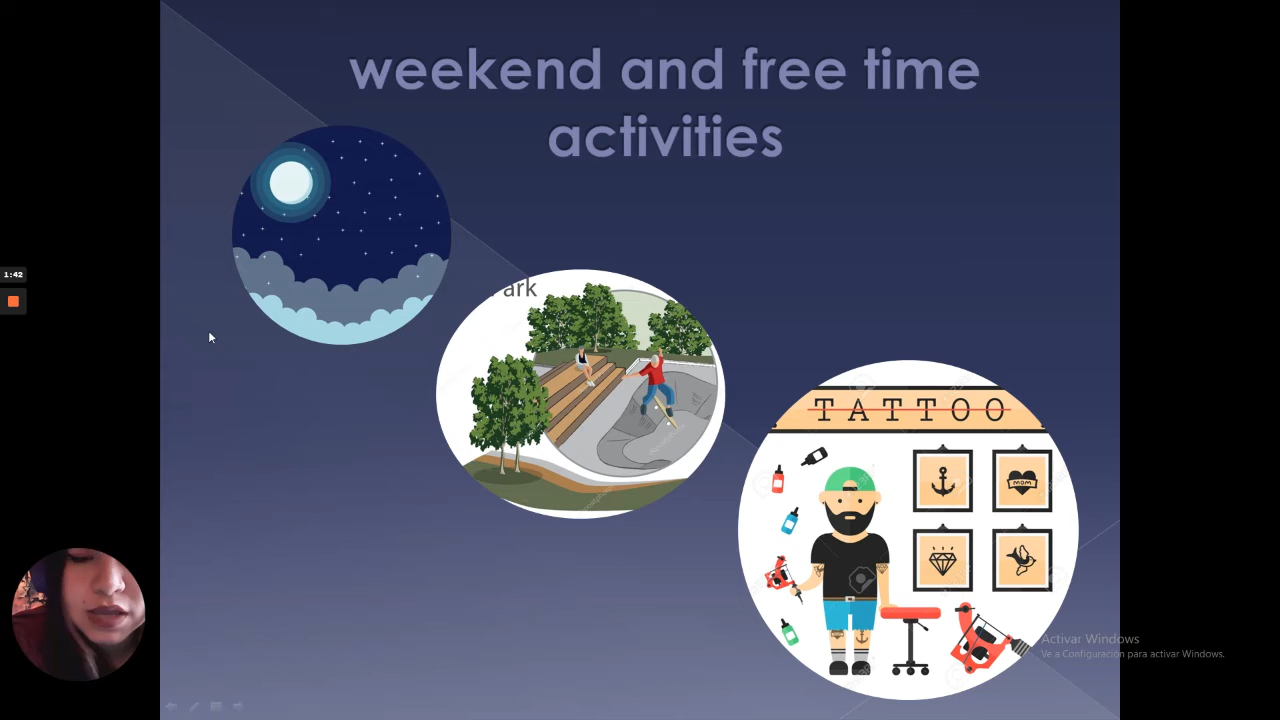 weekend and free time
activities
1:42
ark
TATTOO
MOM
Activar Windows
Ve a Configuración para activar Windows.